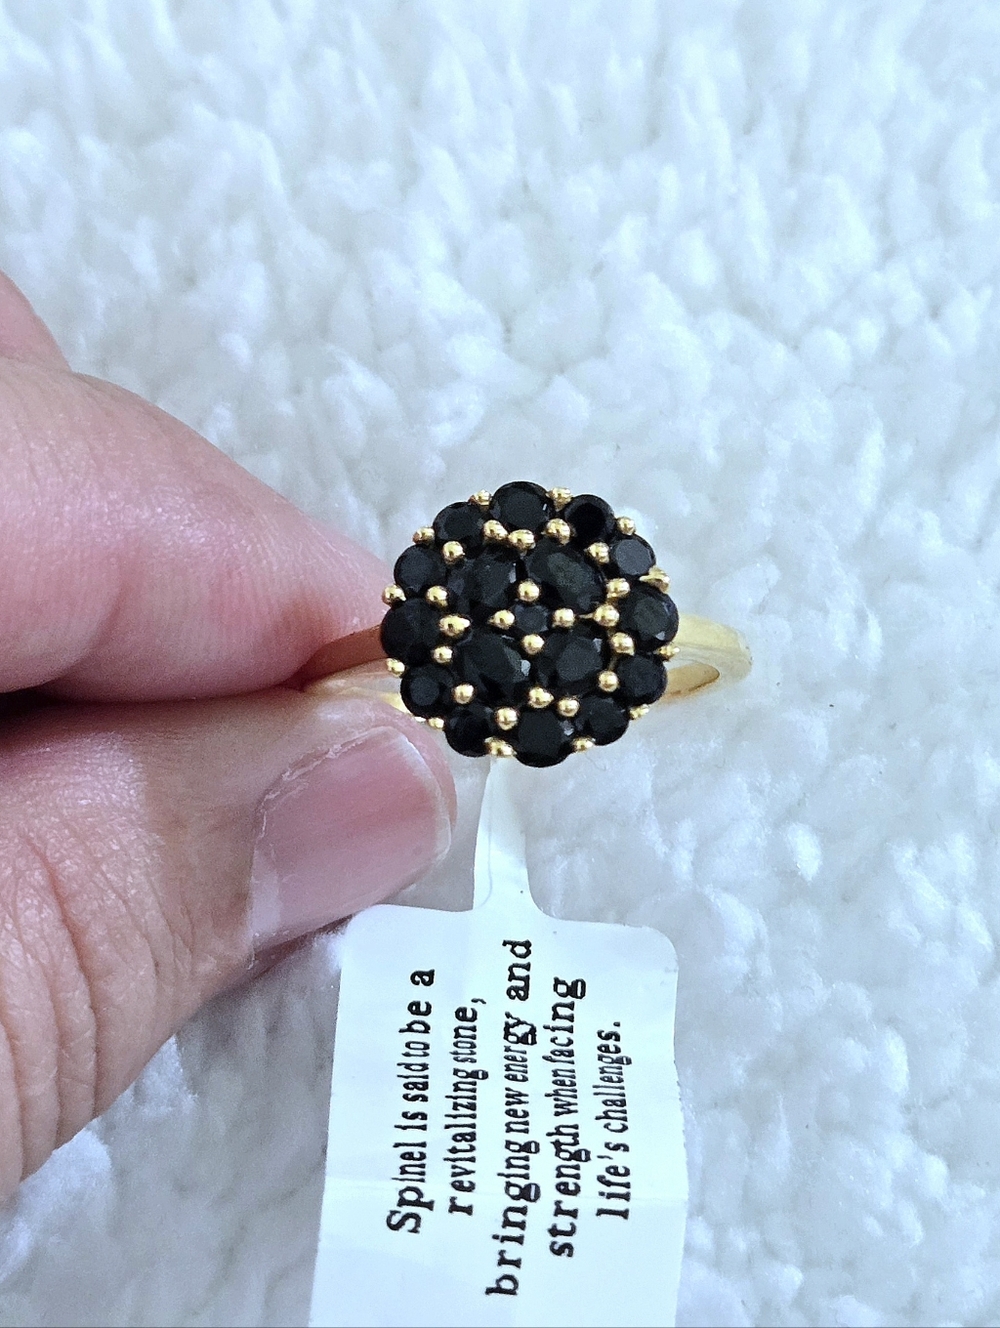 Spinel is said to be a
revitalizing stone,
bringing new energy and
strength when facing
life's challenges.